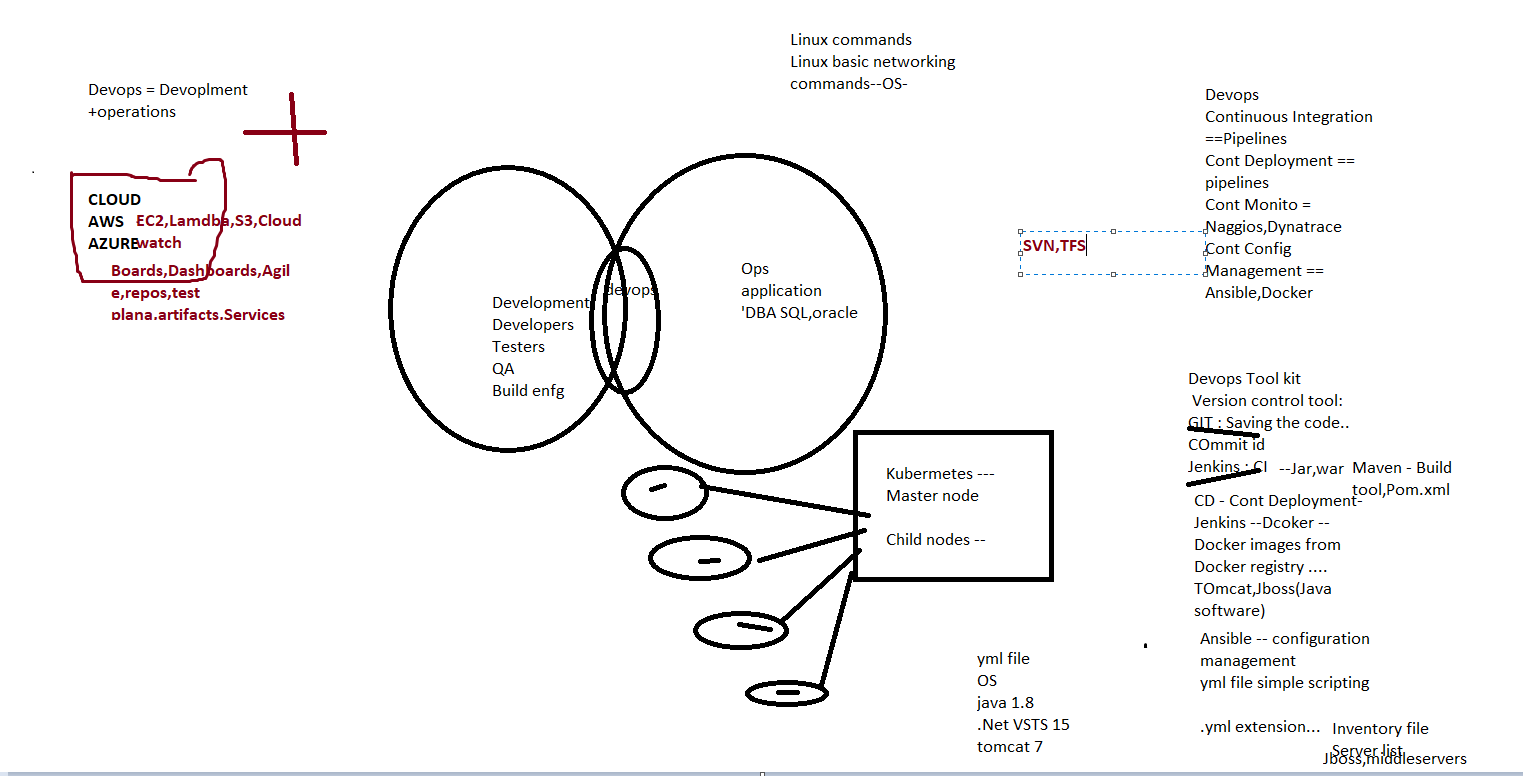 Linux commands
Linux basic networking
commands--OS-
Devops = Devoplment
+operations
CLOUD
AWS
AZURE
EC2,Lamdba,S3,Cloud
watch
Boards,Dashboards,Agil
e,repos,test
plana.artifacts.Services
Development
Developers
Testers
QA
Build enfg
devops
Ops
application
'DBA SQL,oracle
SVN,TFS
Devops
Continuous Integration
==Pipelines
Cont Deployment ==
pipelines
Cont Monito =
Naggios,Dynatrace
Cont Config
Management ==
Ansible,Docker
Kubernetes ---
Master node
Child nodes --
Devops Tool kit
Version control tool:
GIT : Saving the code..
COmmit id
Jenkins : CI
--Jar,war
Maven - Build
tool,Pom.xml
CD - Cont Deployment-
Jenkins --Dcoker --
Docker images from
Docker registry ....
TOmcat,Jboss(Java
software)
Ansible -- configuration
management
yml file simple scripting
.yml extension...
Inventory file
Server list
Jboss,middleservers
yml file
OS
java 1.8
.Net VSTS 15
tomcat 7